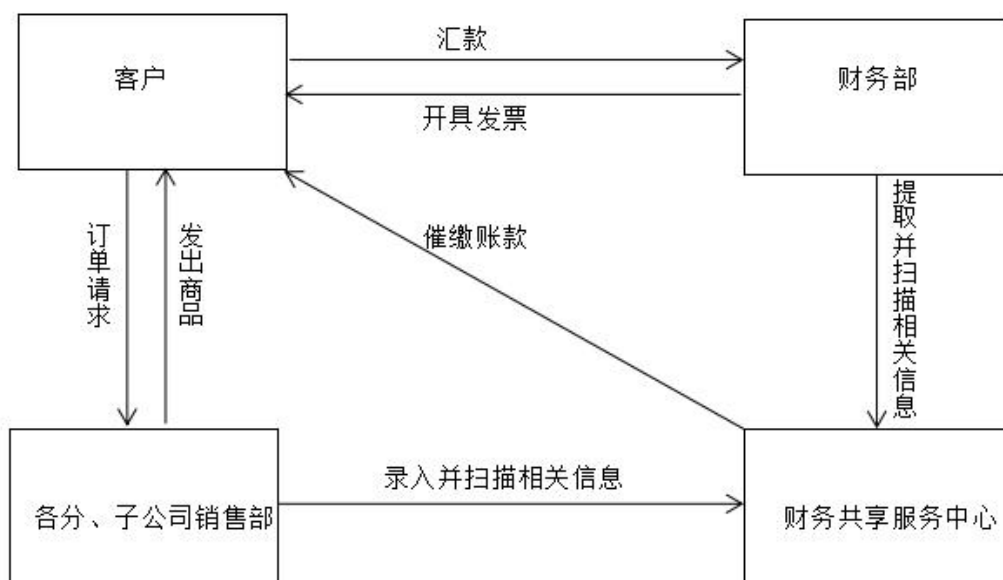 汇款
客户
财务部
开具发票
订单请求
发出商品
催缴账款
提取并扫描相关信息
录入并扫描相关信息
各分、子公司销售部
财务共享服务中心